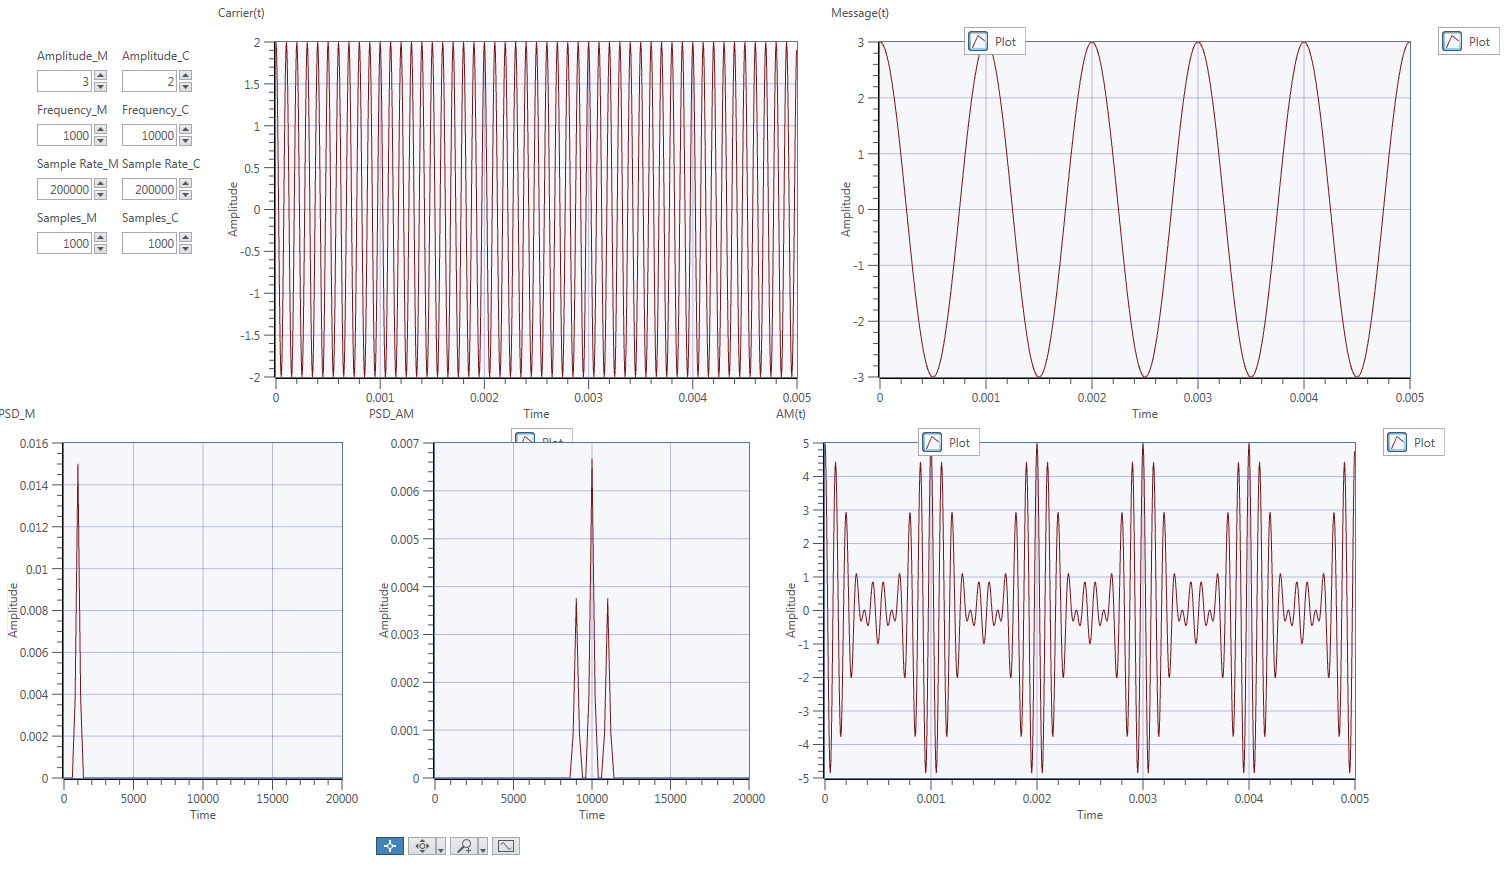 Carrier(t)
Message(t)
Plot
Plot
Amplitude_M Amplitude_C
3 2
Frequency_M Frequency_C
1000 10000
Sample Rate_M Sample Rate_C
200000 200000
Samples_M Samples_C
1000 1000
Amplitude
2
1.5
1
0.5
0
-0.5
-1
-1.5
-2
0 0.001 0.002 0.003 0.004 0.005
Time
Amplitude
3
2
1
0
-1
-2
-3
0 0.001 0.002 0.003 0.004 0.005
Time
PSD_M
Amplitude
0.016
0.014
0.012
0.01
0.008
0.006
0.004
0.002
0
0 5000 10000 15000 20000
Time
PSD_AM
Plot
Amplitude
0.007
0.006
0.005
0.004
0.003
0.002
0.001
0
0 5000 10000 15000 20000
Time
AM(t)
Plot
Plot
Amplitude
5
4
3
2
1
0
-1
-2
-3
-4
-5
0 0.001 0.002 0.003 0.004 0.005
Time